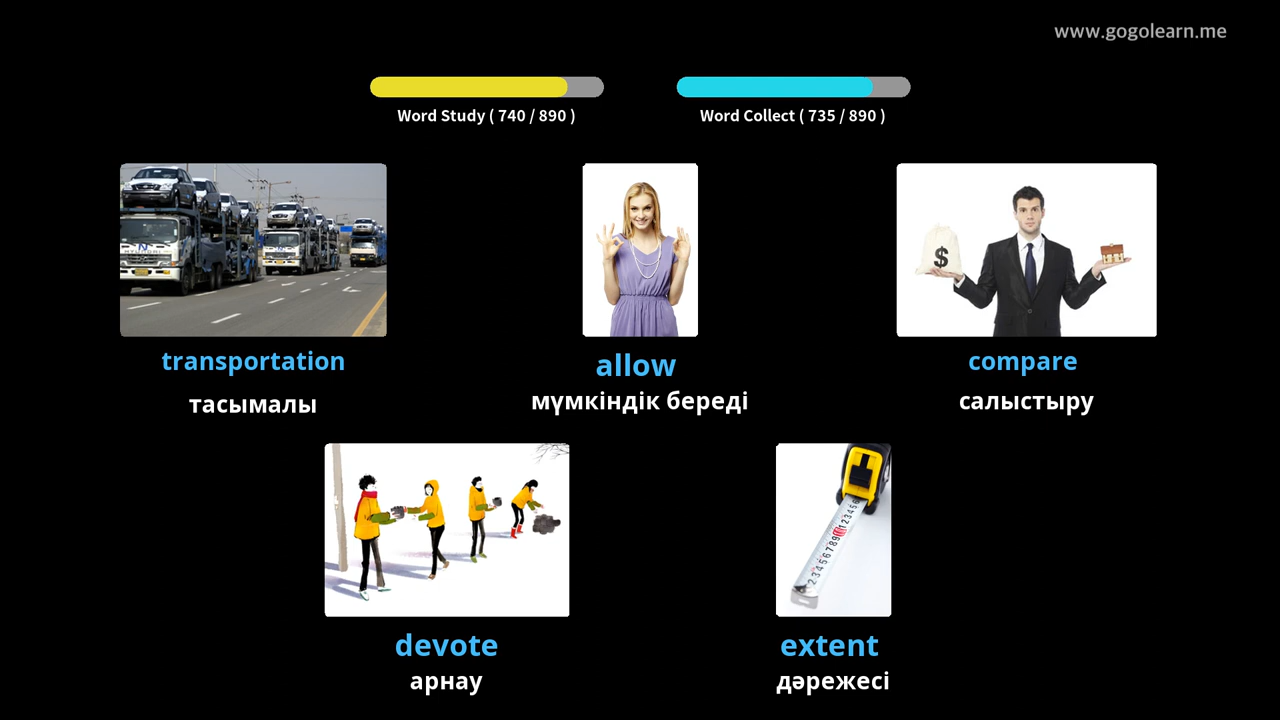 www.gogolearn.me
Word Study ( 740 / 890 )
Word Collect ( 735 / 890 )
$
transportation
тасымалы
allow
мүмкіндік береді
compare
салыстыру
devote
арнау
extent
дәрежесі